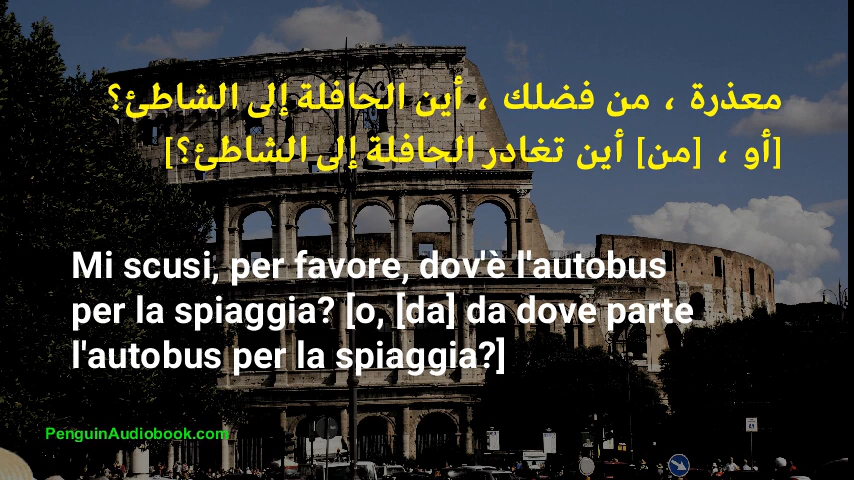 معذرة ، من فضلك ، أين الحافلة إلى الشاطئ؟
[أو ، [من] أين تغادر الحافلة إلى الشاطئ؟]
Mi scusi, per favore, dov'è l'autobus
per la spiaggia? [o, [da] da dove parte
l'autobus per la spiaggia?]
PenguinAudiobook.com